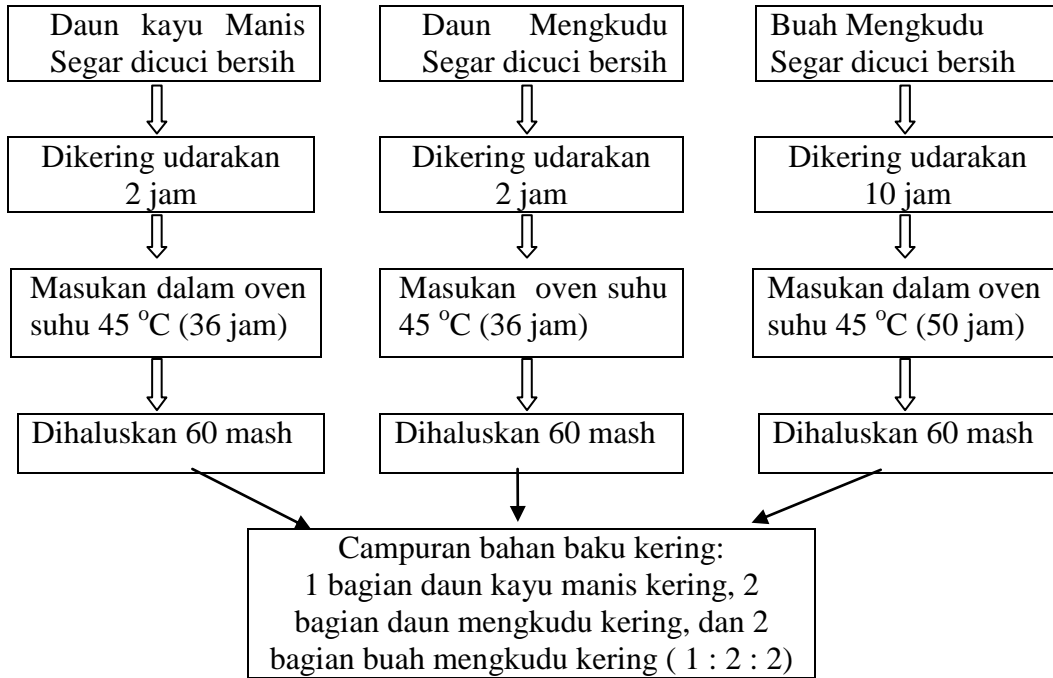 Daun kayu Manis
Segar dicuci bersih
Daun Mengkudu
Segar dicuci bersih
Buah Mengkudu
Segar dicuci bersih
Dikering udarakan
2 jam
Dikering udarakan
2 jam
Dikering udarakan
10 jam
Masukan dalam oven
suhu 45 °C (36 jam)
Masukan oven suhu
45 °C (36 jam)
Masukan dalam oven
suhu 45 °C (50 jam)
Dihaluskan 60 mash
Dihaluskan 60 mash
Dihaluskan 60 mash
Campuran bahan baku kering:
1 bagian daun kayu manis kering, 2
bagian daun mengkudu kering, dan 2
bagian buah mengkudu kering ( 1 : 2 : 2)